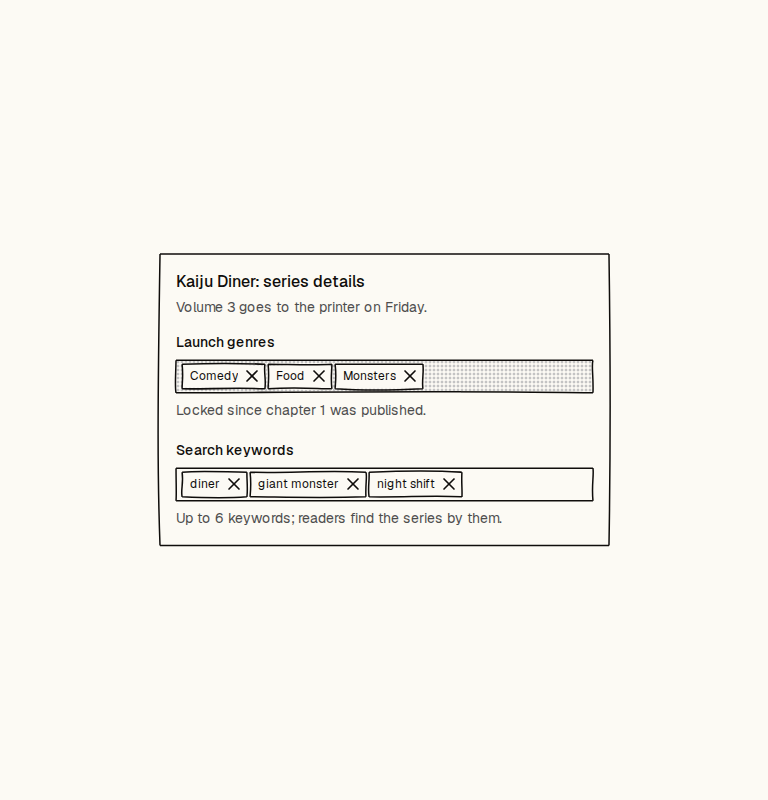 Kaiju Diner: series details
Volume 3 goes to the printer on Friday.
Launch genres
Comedy Food Monsters
Locked since chapter 1 was published.
Search keywords
diner giant monster night shift
Up to 6 keywords; readers find the series by them.